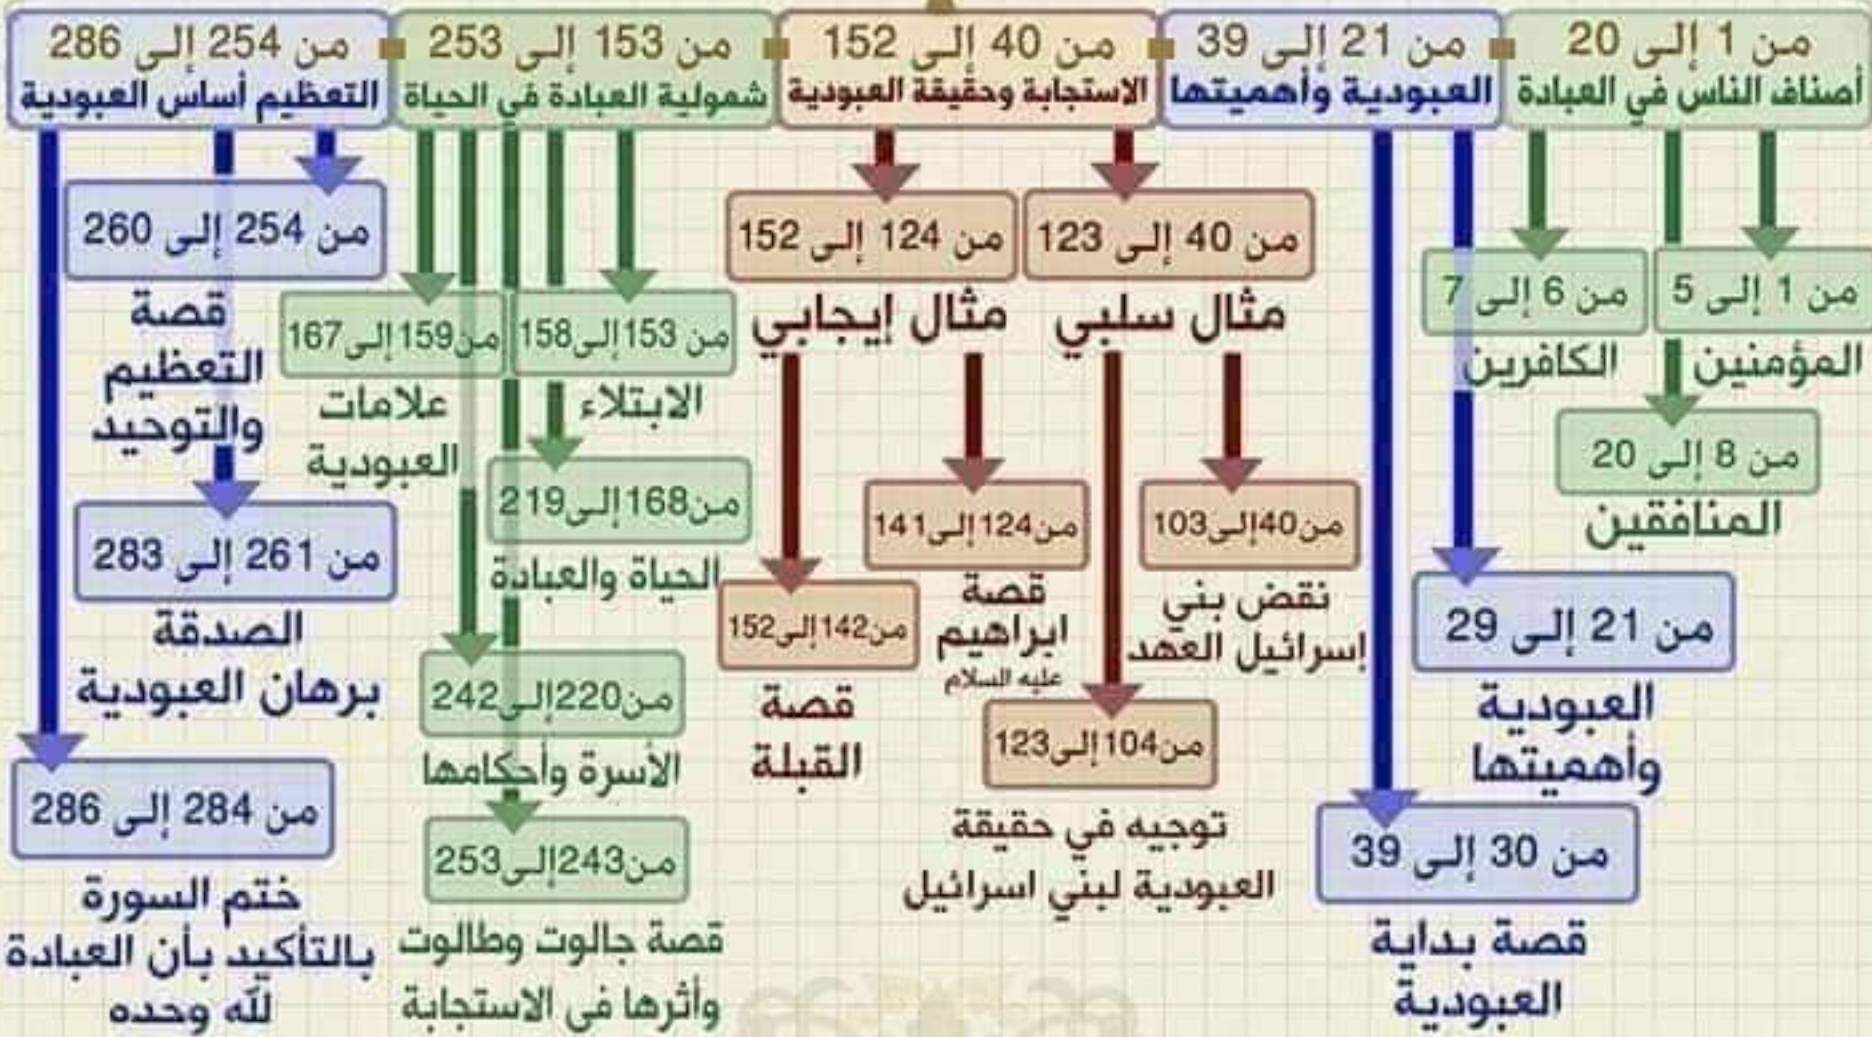 من 1 إلى 20
أصناف الناس في العبادة
من 1 إلى 5
المؤمنين
من 6 إلى 7
الكافرين
من 8 إلى 20
المنافقين
من 21 إلى 39
العبودية وأهميتها
من 21 إلى 29
العبودية
وأهميتها
من 30 إلى 39
قصة بداية
العبودية
من 40 إلى 152
الاستجابة وحقيقة العبودية
من 40 إلى 123
مثال سلبي
من40إلى103
نقض بني
إسرائيل العهد
من104إلى123
توجيه في حقيقة
العبودية لبني اسرائيل
من 124 إلى 152
مثال إيجابي
من124إلى141
قصة
ابراهيم
عليه السلام
من142إلى152
قصة
القبلة
من 153 إلى 253
شمولية العبادة في الحياة
من 153إلى158
الابتلاء
من159إلى167
علامات
العبودية
من168إلى219
الحياة والعبادة
من220إلى242
الأسرة وأحكامها
من243إلى253
قصة جالوت وطالوت
وأثرها في الاستجابة
من 254 إلى 286
التعظيم أساس العبودية
من 254 إلى 260
قصة
التعظيم
والتوحيد
من 261 إلى 283
الصدقة
برهان العبودية
من 284 إلى 286
ختم السورة
بالتأكيد بأن العبادة
لله وحده